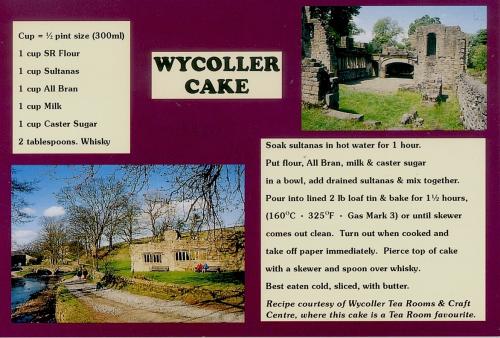 Cup = ½ pint size (300ml)
1 cup SR Flour
1 cup Sultanas
1 cup All Bran
1 cup Milk
1 cup Caster Sugar
2 tablespoons. Whisky
WYCOLLER
CAKE
Soak sultanas in hot water for 1 hour.
Put flour, All Bran, milk & caster sugar
in a bowl, add drained sultanas & mix together.
Pour into lined 2 lb loaf tin & bake for 1½ hours,
(160°C · 325°F · Gas Mark 3) or until skewer
comes out clean. Turn out when cooked and
take off paper immediately. Pierce top of cake
with a skewer and spoon over whisky.
Best eaten cold, sliced, with butter.
Recipe courtesy of Wycoller Tea Rooms & Craft
Centre, where this cake is a Tea Room favourite.